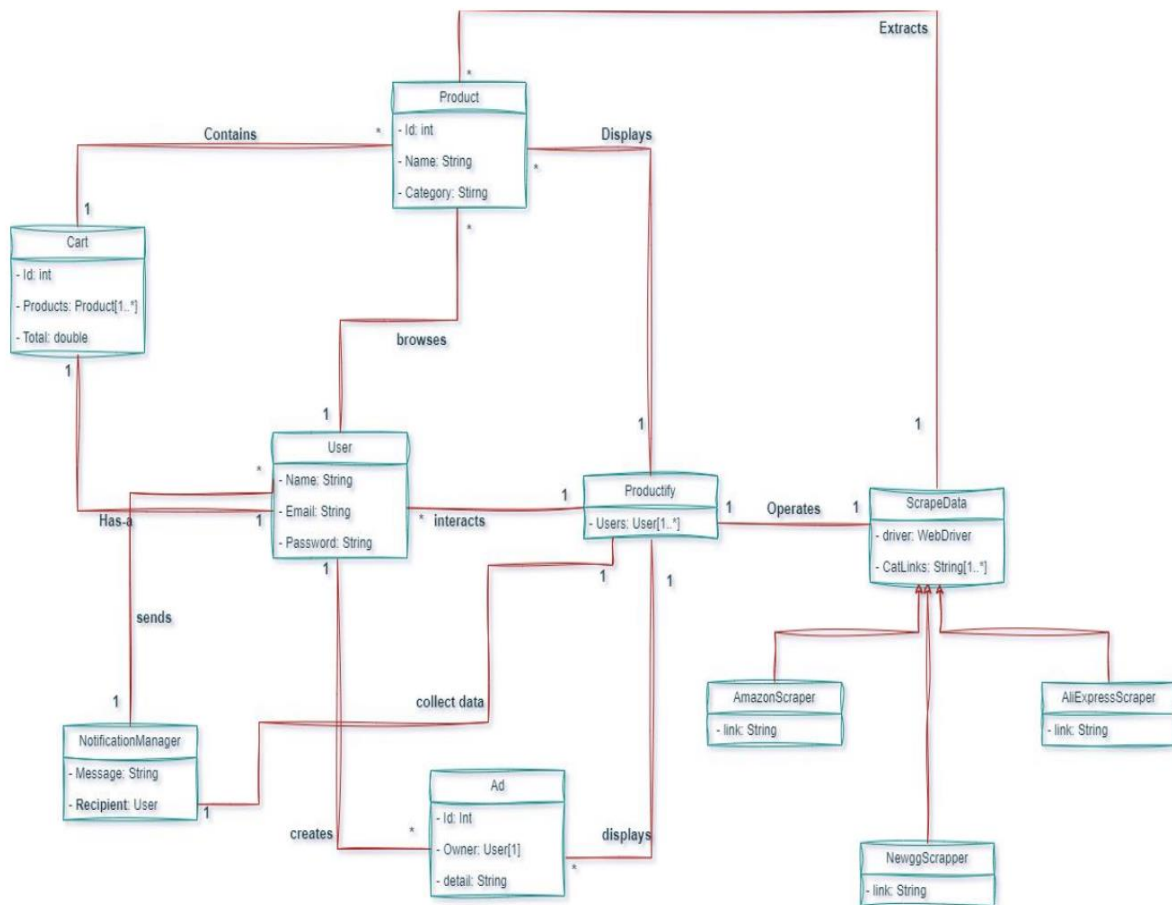 Extracts
*
Product
- Id: int
- Name: String
- Category: Stirng
Contains
*
Displays
*
*
1
Cart
- Id: int
- Products: Product[1..*]
- Total: double
1
browses
1
1
1
User
- Name: String
- Email: String
- Password: String
*
Has-a
1
1
*
interacts
1
Productify
- Users: User[1..*]
1
Operates
1
ScrapeData
- driver: WebDriver
- CatLinks: String[1..*]
1
1
sends
1
collect data
AmazonScraper
- link: String
AliExpressScraper
- link: String
NotificationManager
- Message: String
- Recipient: User
1
Ad
- Id: Int
- Owner: User[1]
- detail: String
creates
*
displays
*
NewggScrapper
- link: String